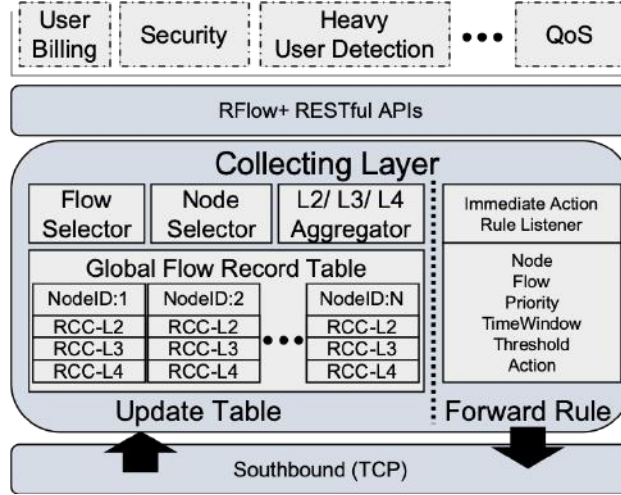 User
Billing
Security
Heavy
User Detection
•••
QoS
RFlow+ RESTful APIs
Collecting Layer
Flow
Selector
Node
Selector
L2/ L3/ L4
Aggregator
Immediate Action
Rule Listener
Global Flow Record Table
NodeID:1
NodeID:2
NodeID:N
RCC-L2
RCC-L2
RCC-L2
RCC-L3
RCC-L3
•••
RCC-L3
RCC-L4
RCC-L4
RCC-L4
Node
Flow
Priority
TimeWindow
Threshold
Action
Update Table
Forward Rule
Southbound (TCP)